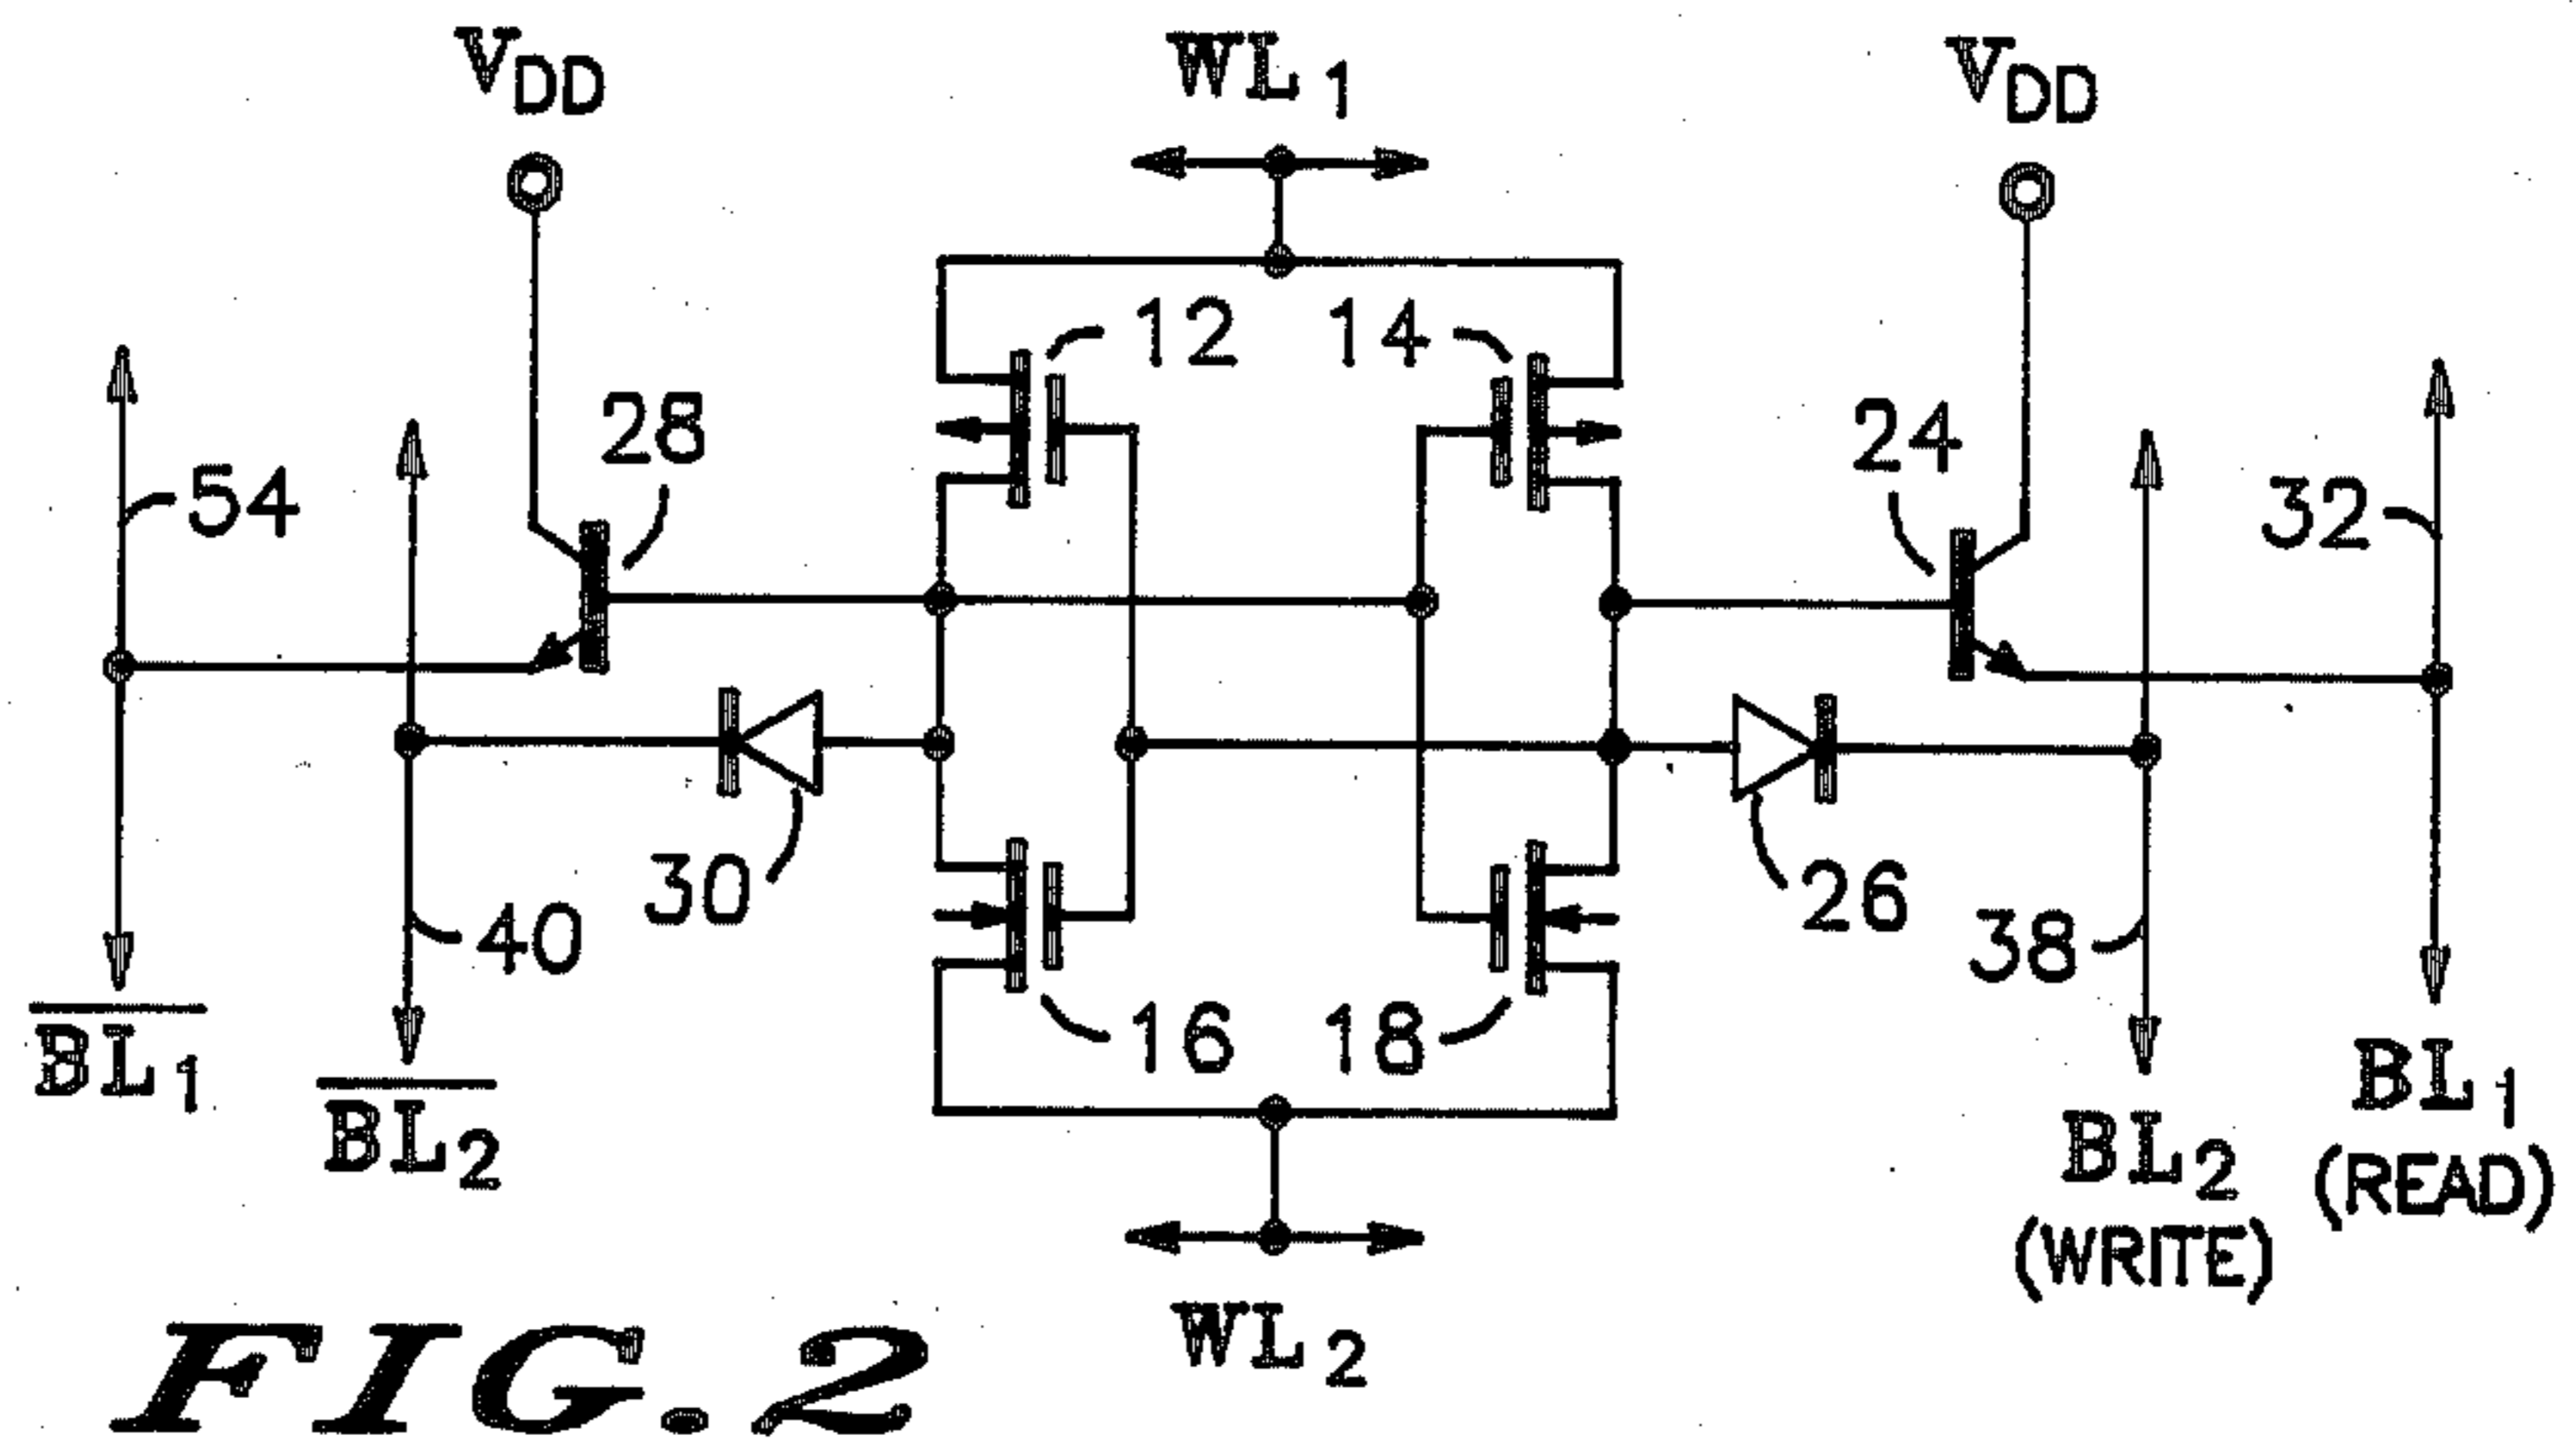 VDD
WL1
VDD
12
14
28
24
54
32
30
26
40
38
16
18
BL1
BL2
BL1
(READ)
BL2
(WRITE)
WL2
FIG.2